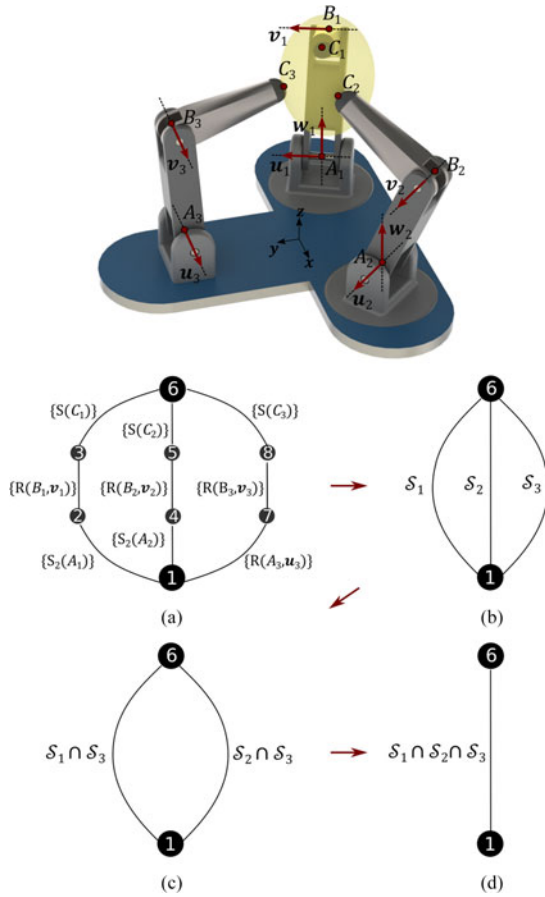 B₁
v₁
C₁
C₃
C₂
w₁
B₃
v₃
u₁
A₁
B₂
v₂
A₃
w₂
z
y
x
A₂
u₃
u₂
6
{S(C₁)}
{S(C₃)}
{S(C₂)}
3 5 8
{R(B₁,v₁)} {R(B₂,v₂)} {R(B₃,v₃)}
2 4 7
{S₂(A₂)}
{S₂(A₁)}
{R(A₃,u₃)}
1
(a)
6
𝒮₁ 𝒮₂ 𝒮₃
1
(b)
6
𝒮₁ ∩ 𝒮₃ 𝒮₂ ∩ 𝒮₃
1
(c)
6
𝒮₁ ∩ 𝒮₂ ∩ 𝒮₃
1
(d)